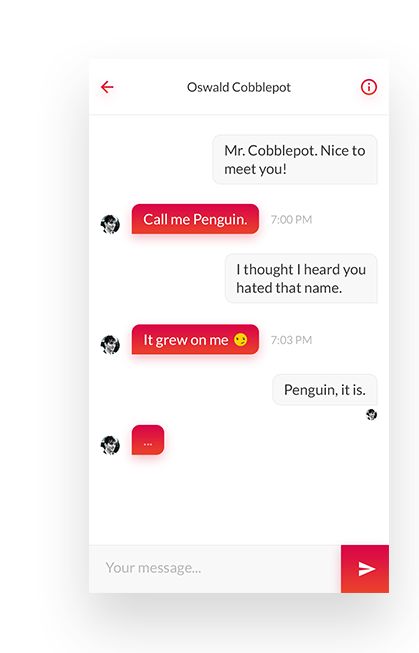 Oswald Cobblepot
Mr. Cobblepot. Nice to
meet you!
Call me Penguin.
7:00 PM
I thought I heard you
hated that name.
It grew on me 😏
7:03 PM
Penguin, it is.
...
Your message...